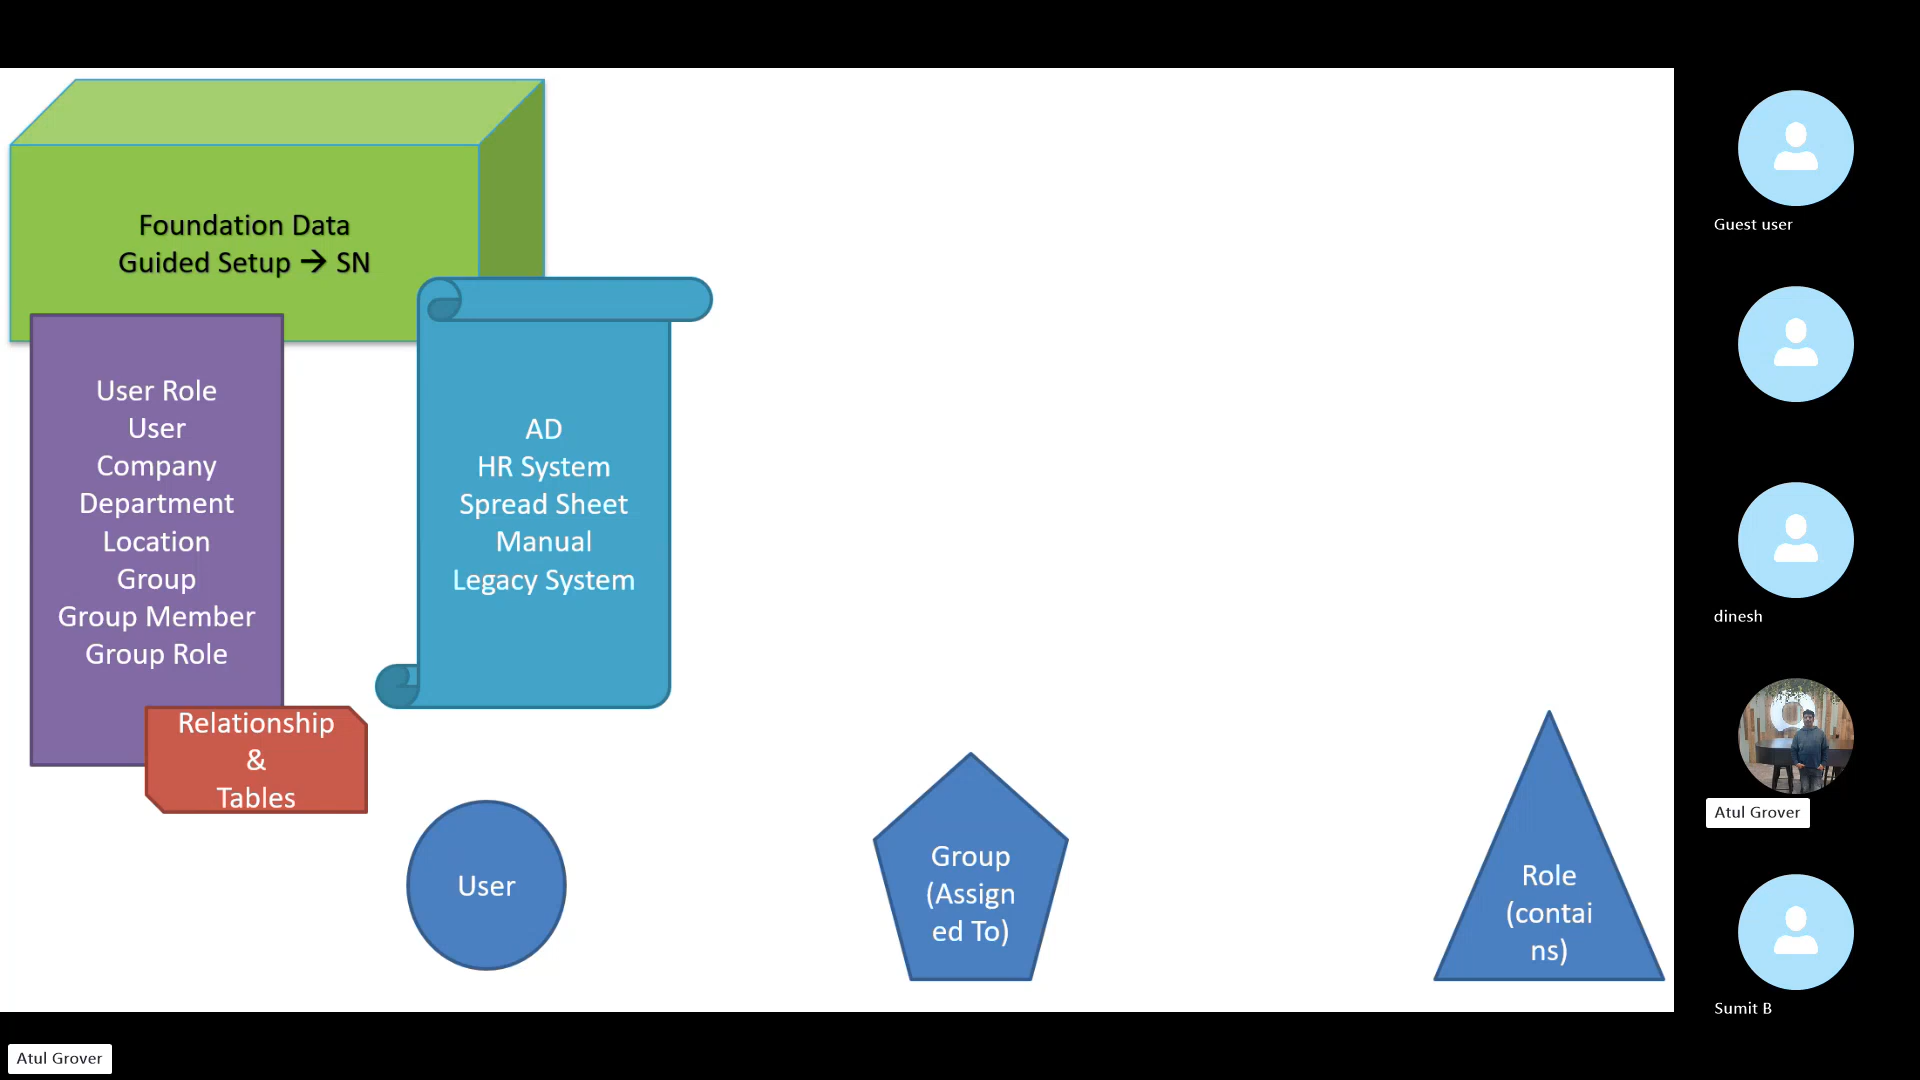 Foundation Data
Guided Setup → SN
User Role
User
Company
Department
Location
Group
Group Member
Group Role
Relationship
&
Tables
AD
HR System
Spread Sheet
Manual
Legacy System
User
Group
(Assign
ed To)
Role
(contai
ns)
Guest user
dinesh
Atul Grover
Sumit B
Atul Grover